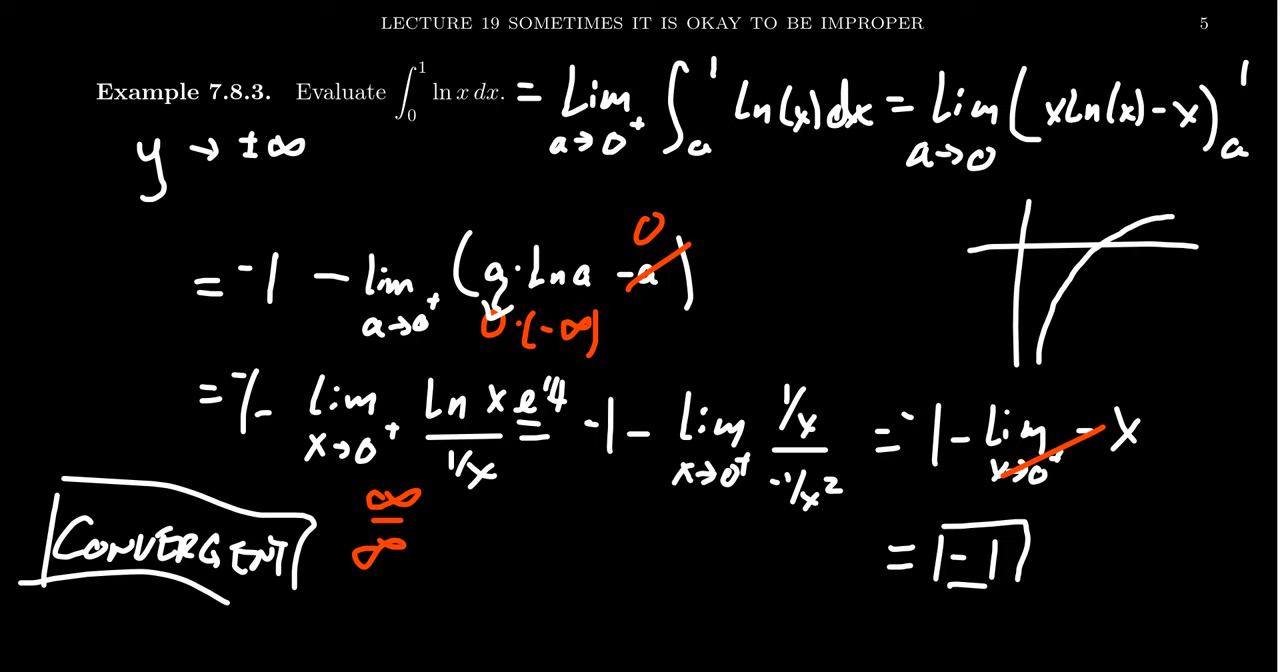 LECTURE 19 SOMETIMES IT IS OKAY TO BE IMPROPER 5
Example 7.8.3. Evaluate ∫₀¹ ln x dx. = Lim a→0⁺ ∫ₐ¹ Ln(x)dx = Lim a→0 (xLn(x) - x)ₐ¹
y → ±∞
= -1 - lim a→0⁺ (a·Ln a - a) 0
0·(-∞)
= -1 - Lim x→0⁺ Ln x / 1/x L'H = -1 - Lim x→0⁺ 1/x / -1/x² = -1 - Lim x→0⁺ - x
∞/∞
CONVERGENT
= -1